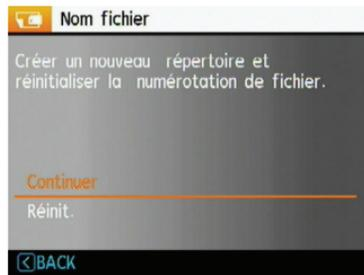 Nom fichier
Créer un nouveau répertoire et
réinitialiser la numérotation de fichier.
Continuer
Réinit.
BACK